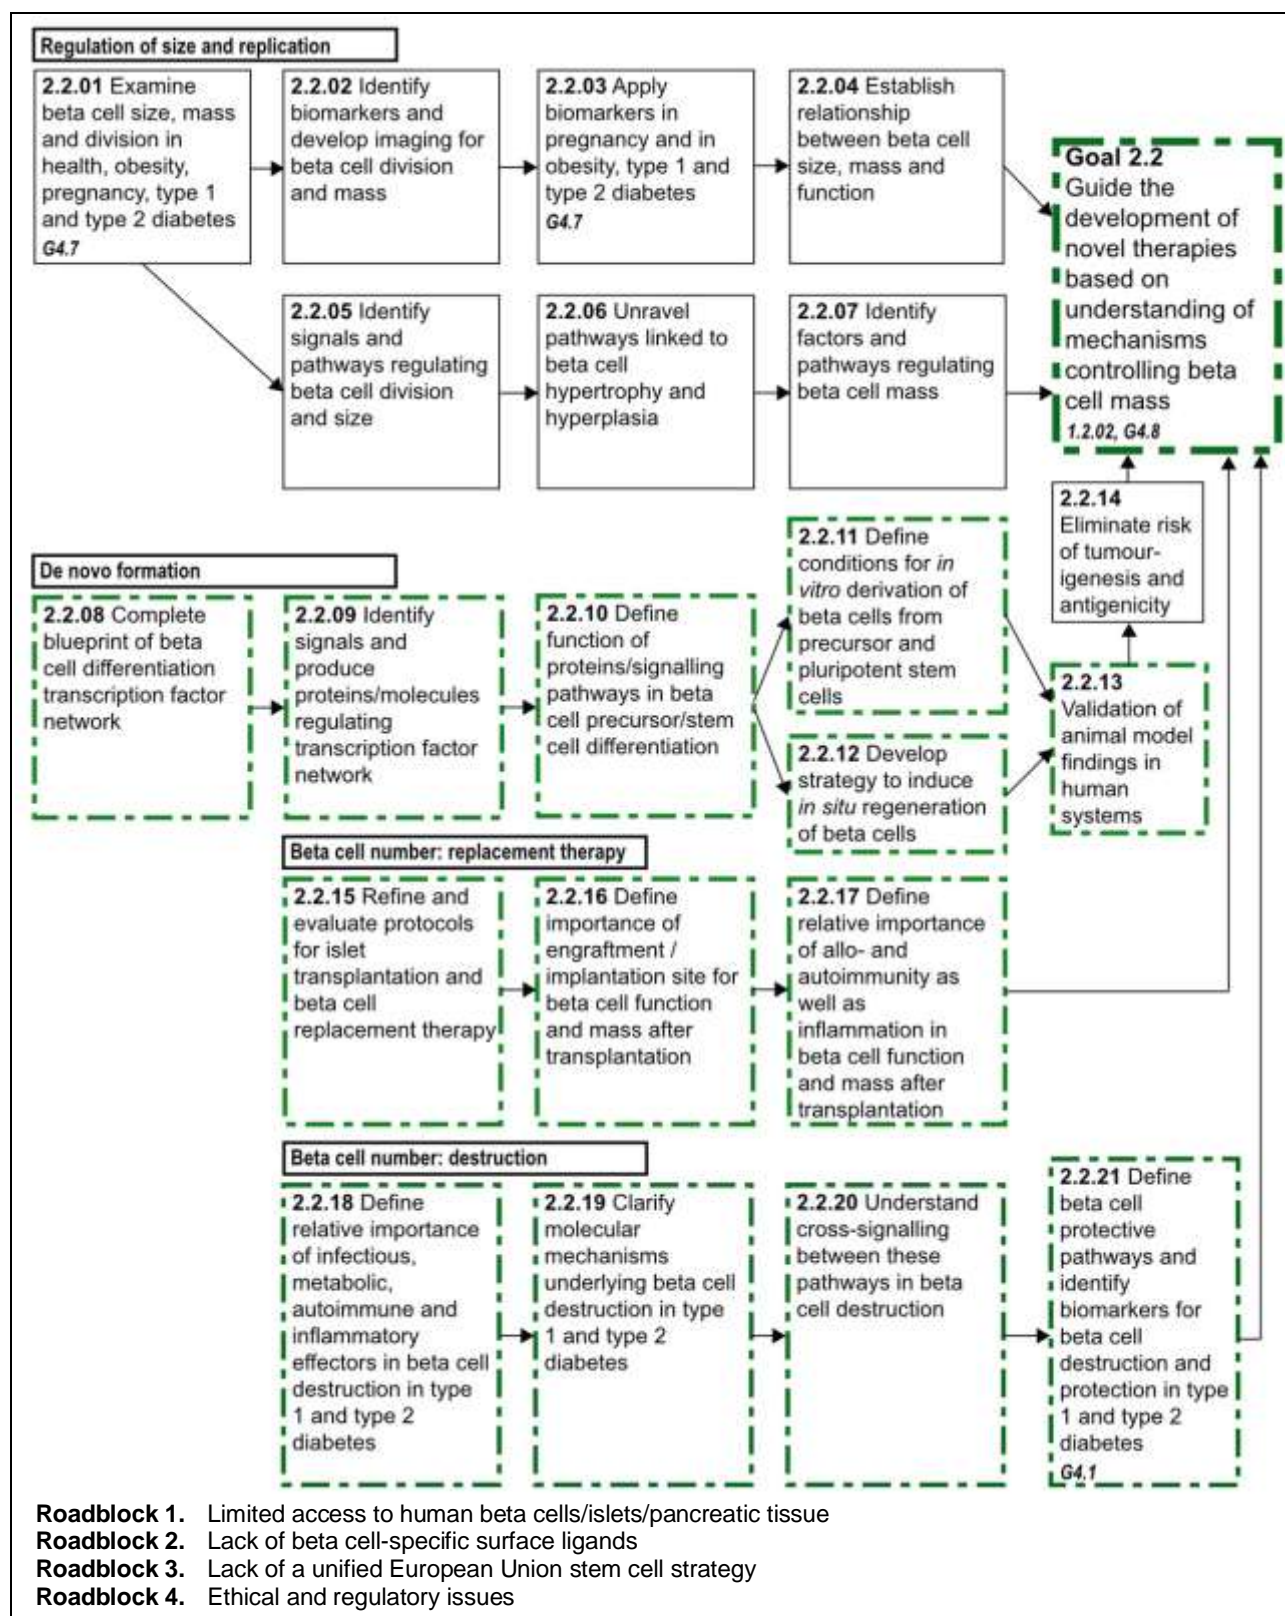 Regulation of size and replication
2.2.01 Examine
beta cell size, mass
and division in
health, obesity,
pregnancy, type 1
and type 2 diabetes
G4.7
2.2.02 Identify
biomarkers and
develop imaging for
beta cell division
and mass
2.2.03 Apply
biomarkers in
pregnancy and in
obesity, type 1 and
type 2 diabetes
G4.7
2.2.04 Establish
relationship
between beta cell
size, mass and
function
Goal 2.2
Guide the
development of
novel therapies
based on
understanding of
mechanisms
controlling beta
cell mass
1.2.02, G4.8
2.2.05 Identify
signals and
pathways regulating
beta cell division
and size
2.2.06 Unravel
pathways linked to
beta cell
hypertrophy and
hyperplasia
2.2.07 Identify
factors and
pathways regulating
beta cell mass
2.2.14
Eliminate risk
of tumour-
igenesis and
antigenicity
De novo formation
2.2.08 Complete
blueprint of beta
cell differentiation
transcription factor
network
2.2.09 Identify
signals and
produce
proteins/molecules
regulating
transcription factor
network
2.2.10 Define
function of
proteins/signalling
pathways in beta
cell precursor/stem
cell differentiation
2.2.11 Define
conditions for in
vitro derivation of
beta cells from
precursor and
pluripotent stem
cells
2.2.12 Develop
strategy to induce
in situ regeneration
of beta cells
2.2.13
Validation of
animal model
findings in
human
systems
Beta cell number: replacement therapy
2.2.15 Refine and
evaluate protocols
for islet
transplantation and
beta cell
replacement therapy
2.2.16 Define
importance of
engraftment /
implantation site for
beta cell function
and mass after
transplantation
2.2.17 Define
relative importance
of allo- and
autoimmunity as
well as
inflammation in
beta cell function
and mass after
transplantation
Beta cell number: destruction
2.2.18 Define
relative importance
of infectious,
metabolic,
autoimmune and
inflammatory
effectors in beta cell
destruction in type
1 and type 2
diabetes
2.2.19 Clarify
molecular
mechanisms
underlying beta cell
destruction in type
1 and type 2
diabetes
2.2.20 Understand
cross-signalling
between these
pathways in beta
cell destruction
2.2.21 Define
beta cell
protective
pathways and
identify
biomarkers for
beta cell
destruction and
protection in type
1 and type 2
diabetes
G4.1
Roadblock 1. Limited access to human beta cells/islets/pancreatic tissue
Roadblock 2. Lack of beta cell-specific surface ligands
Roadblock 3. Lack of a unified European Union stem cell strategy
Roadblock 4. Ethical and regulatory issues